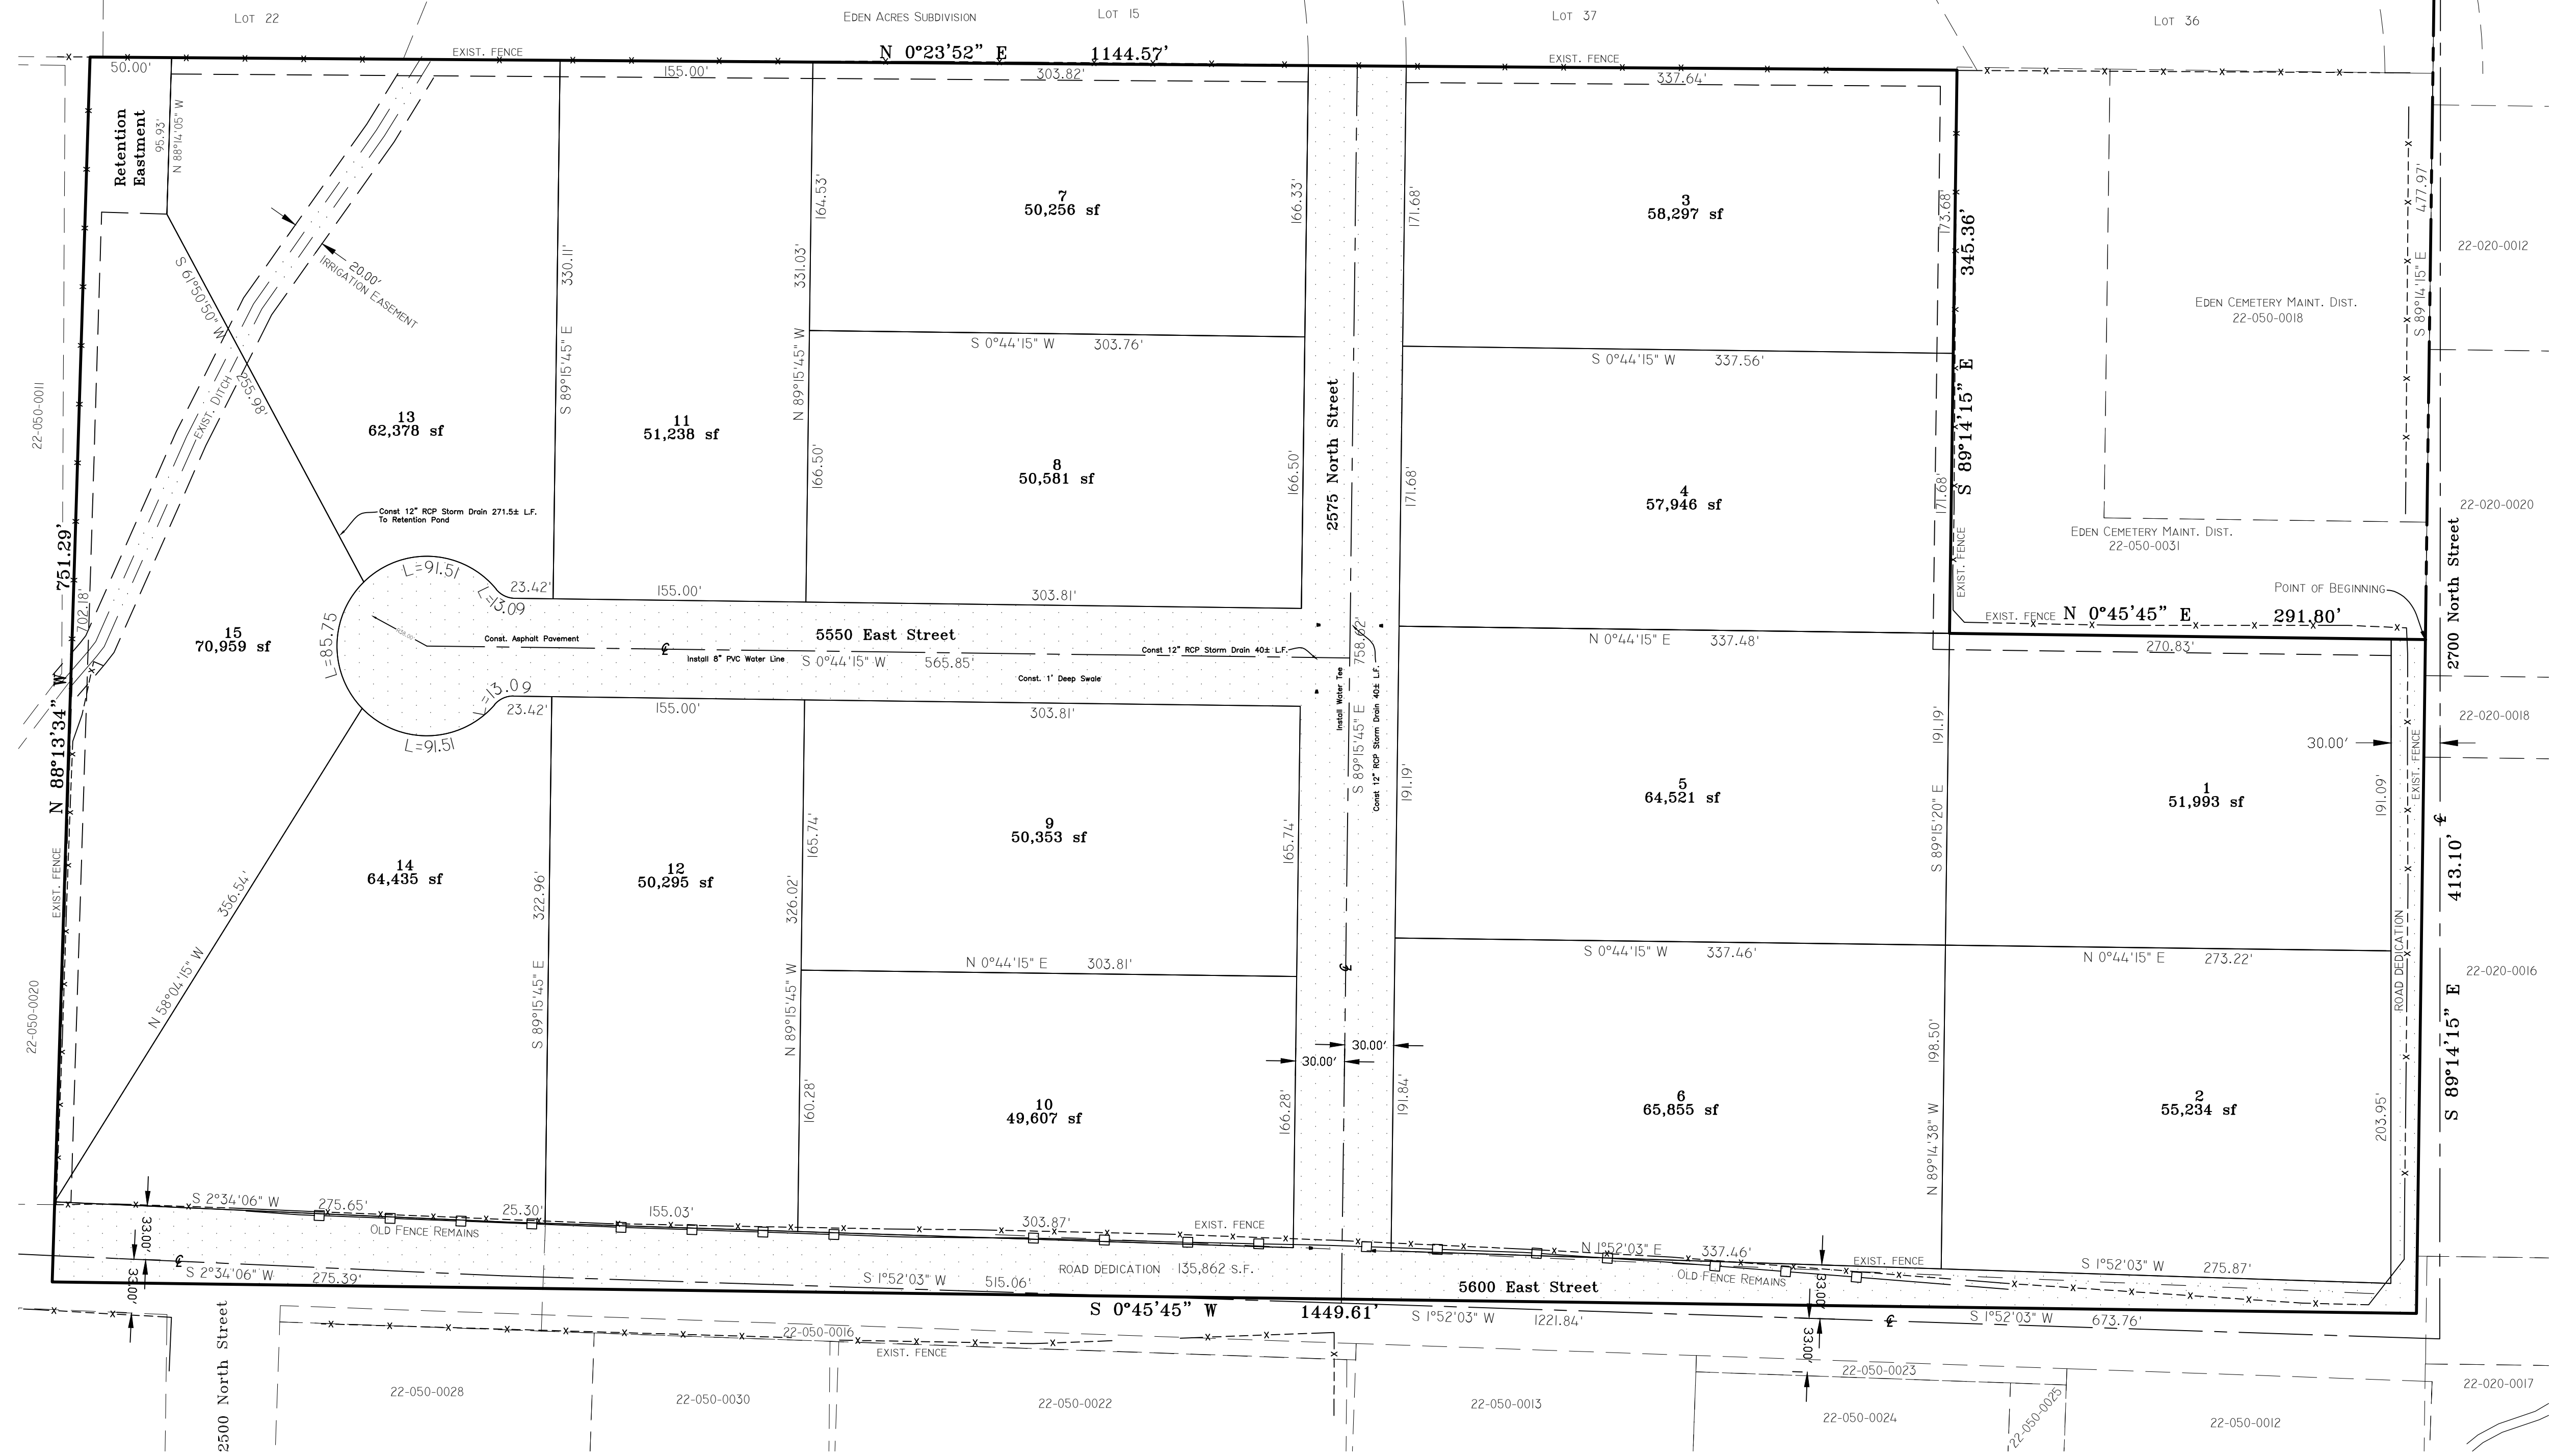 LOT 22
EDEN ACRES SUBDIVISION
LOT 15
LOT 37
LOT 36
EXIST. FENCE
N 0°23'52" E 1144.57'
EXIST. FENCE
50.00'
155.00'
303.82'
337.64'
Retention
Eastment
95.93'
N 88°14'05" W
20.00'
IRRIGATION EASEMENT
S 61°50'50" W
255.98'
EXIST. DITCH
330.11'
S 89°15'45" E
164.53'
331.03'
N 89°15'45" W
166.50'
7
50,256 sf
166.33'
171.68'
3
58,297 sf
173.68'
345.36'
S 89°14'15" E
477.97'
S 89°14'15" E
22-020-0012
EDEN CEMETERY MAINT. DIST.
22-050-0018
S 0°44'15" W 303.76'
S 0°44'15" W 337.56'
22-050-0011
13
62,378 sf
11
51,238 sf
8
50,581 sf
166.50'
2575 North Street
171.68'
4
57,946 sf
171.68'
EXIST. FENCE
EDEN CEMETERY MAINT. DIST.
22-050-0031
22-020-0020
2700 North Street
Const 12" RCP Storm Drain 271.5± L.F.
To Retention Pond
751.29'
N 88°13'34" W
702.18'
L=91.51
L=13.09
23.42'
155.00'
303.81'
POINT OF BEGINNING
EXIST. FENCE N 0°45'45" E 291.80'
270.83'
15
70,959 sf
L=85.75
Const. Asphalt Pavement
5550 East Street
Install 8" PVC Water Line
S 0°44'15" W 565.85'
Const 12" RCP Storm Drain 40± L.F.
Const. 1' Deep Swale
758.62'
S 89°15'45" E
Install Water Tee
Const 12" RCP Storm Drain 40± L.F.
N 0°44'15" E 337.48'
L=13.09
L=91.51
23.42'
155.00'
303.81'
22-020-0018
30.00'
EXIST. FENCE
191.19'
5
64,521 sf
191.19'
S 89°15'20" E
1
51,993 sf
191.09'
9
50,353 sf
165.74'
165.74'
EXIST. FENCE
14
64,435 sf
12
50,295 sf
356.54'
N 58°04'15" W
322.96'
S 89°15'45" E
326.02'
N 89°15'45" W
413.10'
S 89°14'15" E
ROAD DEDICATION
N 0°44'15" E 303.81'
S 0°44'15" W 337.46'
N 0°44'15" E 273.22'
22-020-0016
22-050-0020
30.00'
30.00'
160.28'
10
49,607 sf
166.28'
191.84'
6
65,855 sf
198.50'
N 89°14'38" W
2
55,234 sf
203.95'
S 2°34'06" W 275.65'
25.30'
155.03'
303.87'
EXIST. FENCE
OLD FENCE REMAINS
33.00'
N 1°52'03" E 337.46'
EXIST. FENCE
S 1°52'03" W 275.87'
ROAD DEDICATION 135,862 S.F.
OLD FENCE REMAINS
33.00'
S 2°34'06" W 275.39'
S 1°52'03" W 515.06'
5600 East Street
33.00'
S 0°45'45" W 1449.61'
S 1°52'03" W 1221.84'
S 1°52'03" W 673.76'
33.00'
2500 North Street
22-050-0016
EXIST. FENCE
22-050-0028
22-050-0030
22-050-0022
22-050-0013
22-050-0023
22-050-0024
22-050-0025
22-050-0012
22-020-0017